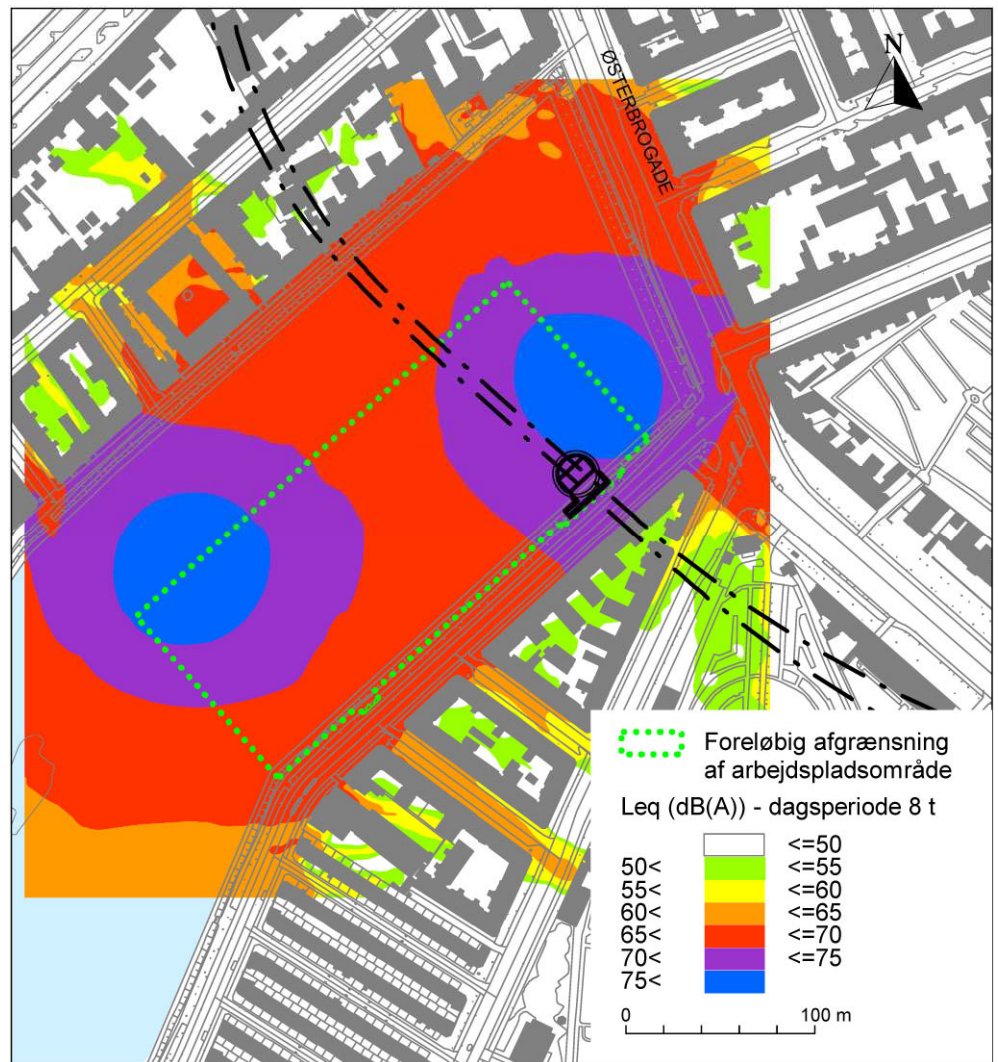 N
ØSTERBROGADE
Foreløbig afgrænsning
af arbejdspladsområde
Leq (dB(A)) - dagsperiode 8 t
<=50
50< <=55
55< <=60
60< <=65
65< <=70
70< <=75
75<
0 100 m